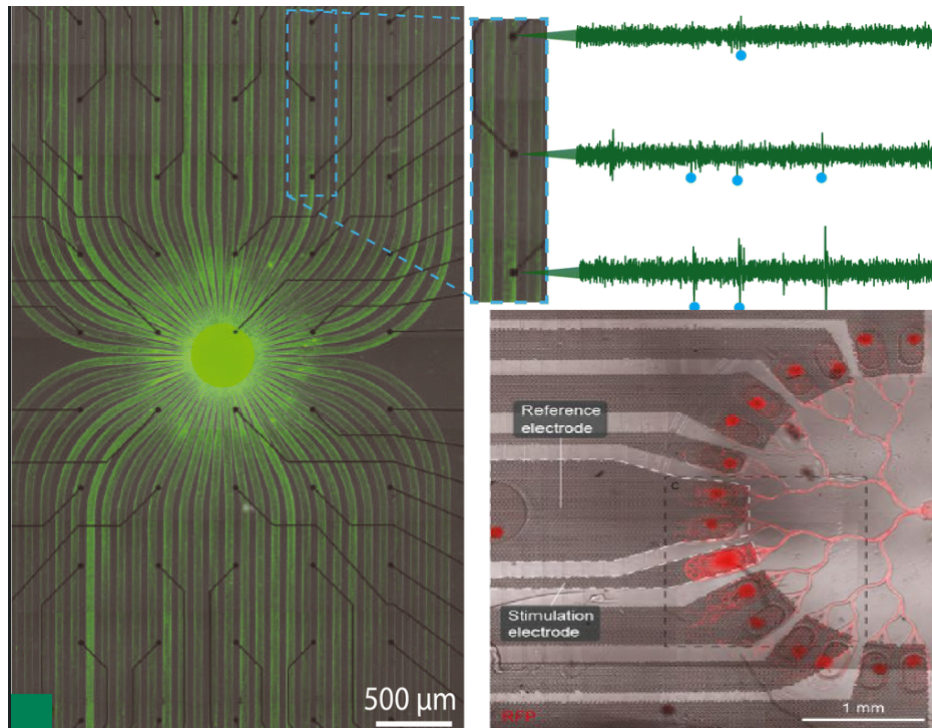 500 µm
Reference
electrode
c
Stimulation
electrode
RFP
1 mm